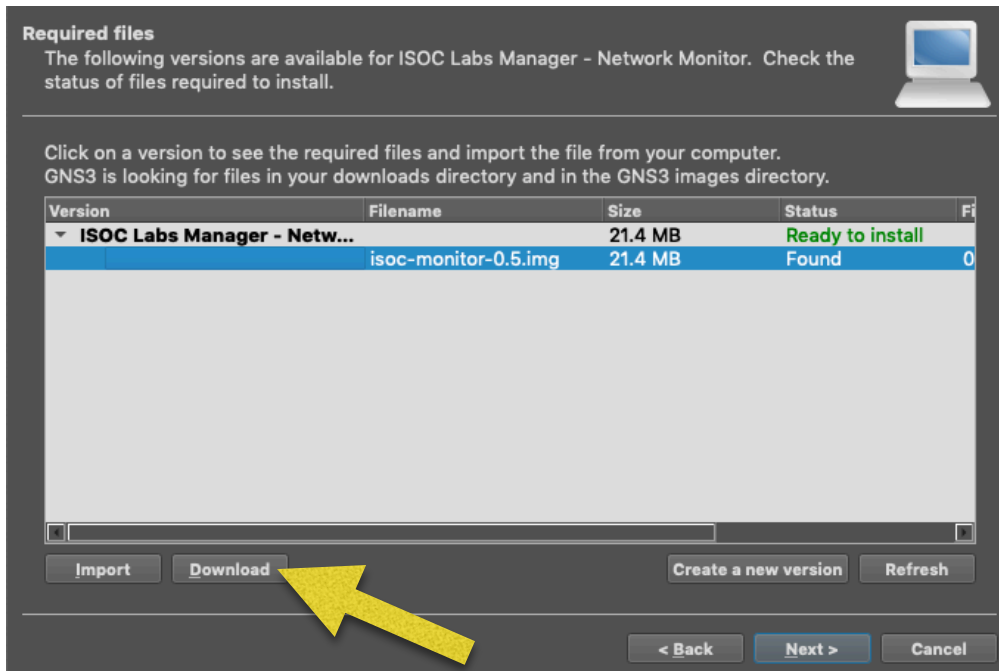 Required files
The following versions are available for ISOC Labs Manager - Network Monitor.  Check the
status of files required to install.
Click on a version to see the required files and import the file from your computer.
GNS3 is looking for files in your downloads directory and in the GNS3 images directory.
Version Filename Size Status Fi
ISOC Labs Manager - Netw... 21.4 MB Ready to install
isoc-monitor-0.5.img 21.4 MB Found 0
Import Download Create a new version Refresh
< Back Next > Cancel